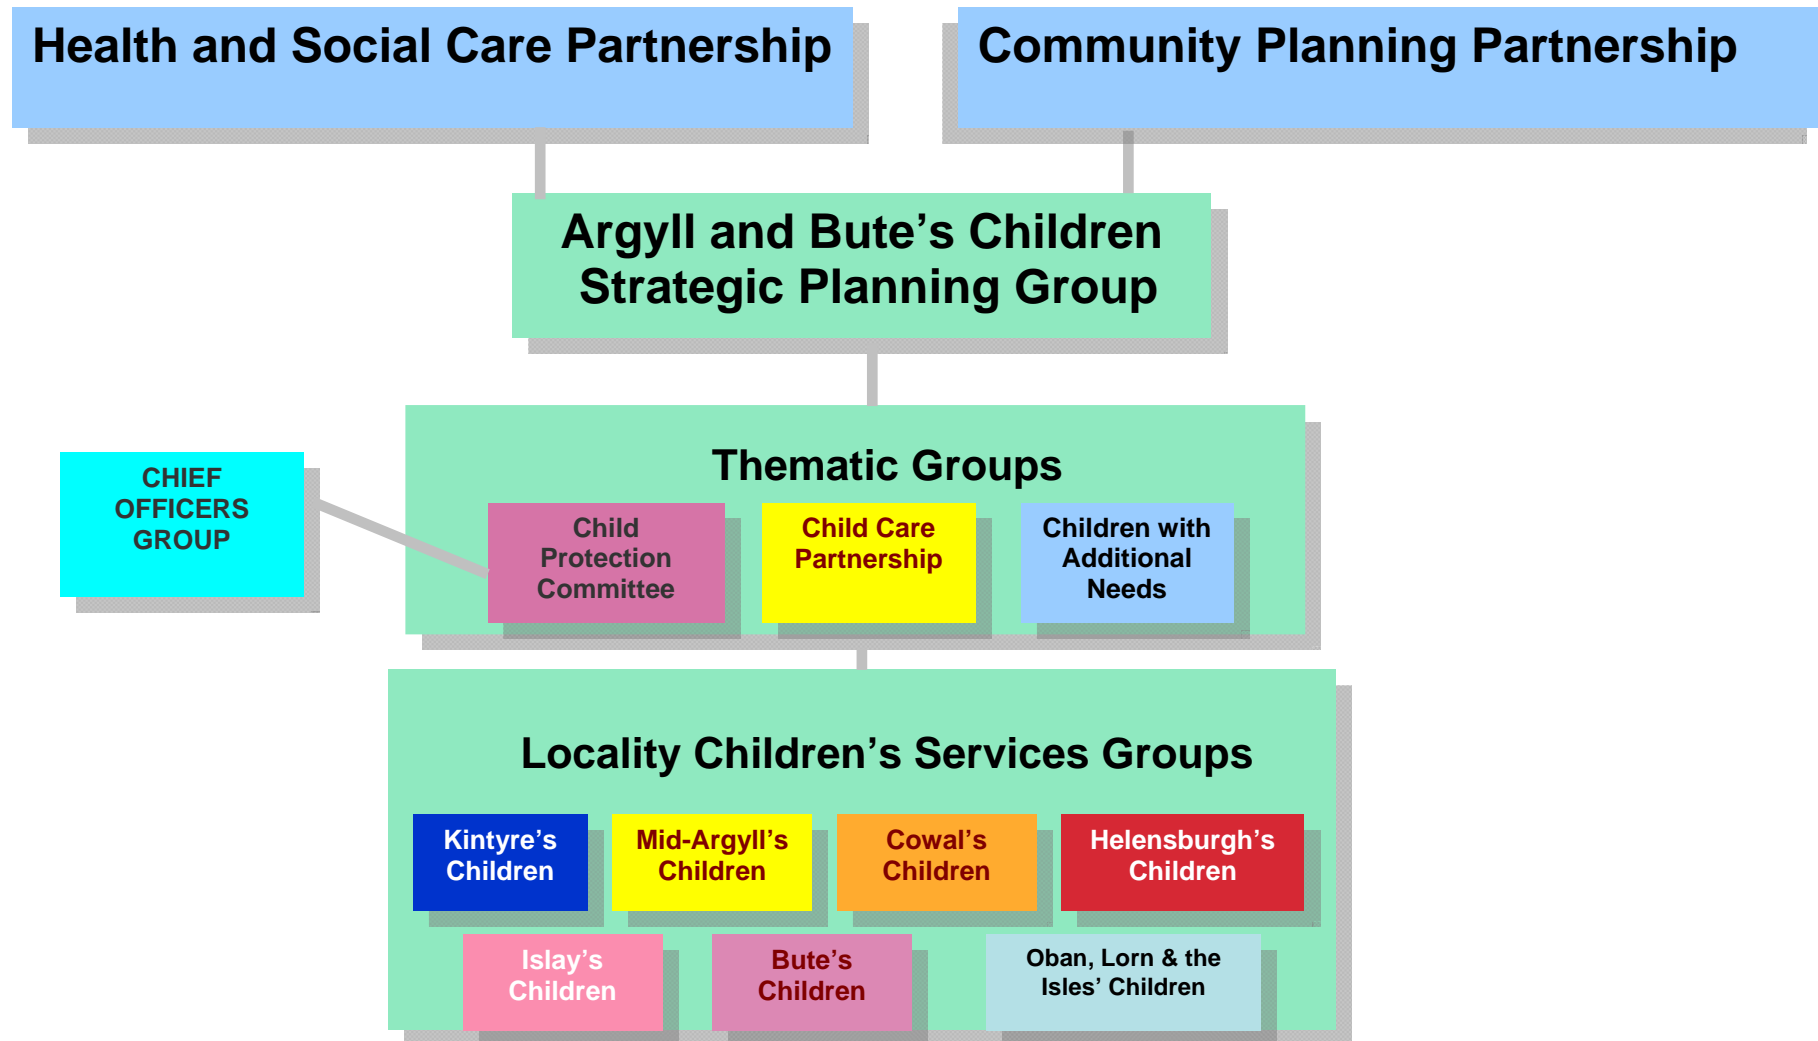 Health and Social Care Partnership
Community Planning Partnership
Argyll and Bute’s Children
Strategic Planning Group
Thematic Groups
CHIEF
OFFICERS
GROUP
Child
Protection
Committee
Child Care
Partnership
Children with
Additional
Needs
Locality Children’s Services Groups
Kintyre’s
Children
Mid-Argyll’s
Children
Cowal’s
Children
Helensburgh’s
Children
Islay’s
Children
Bute’s
Children
Oban, Lorn & the
Isles’ Children